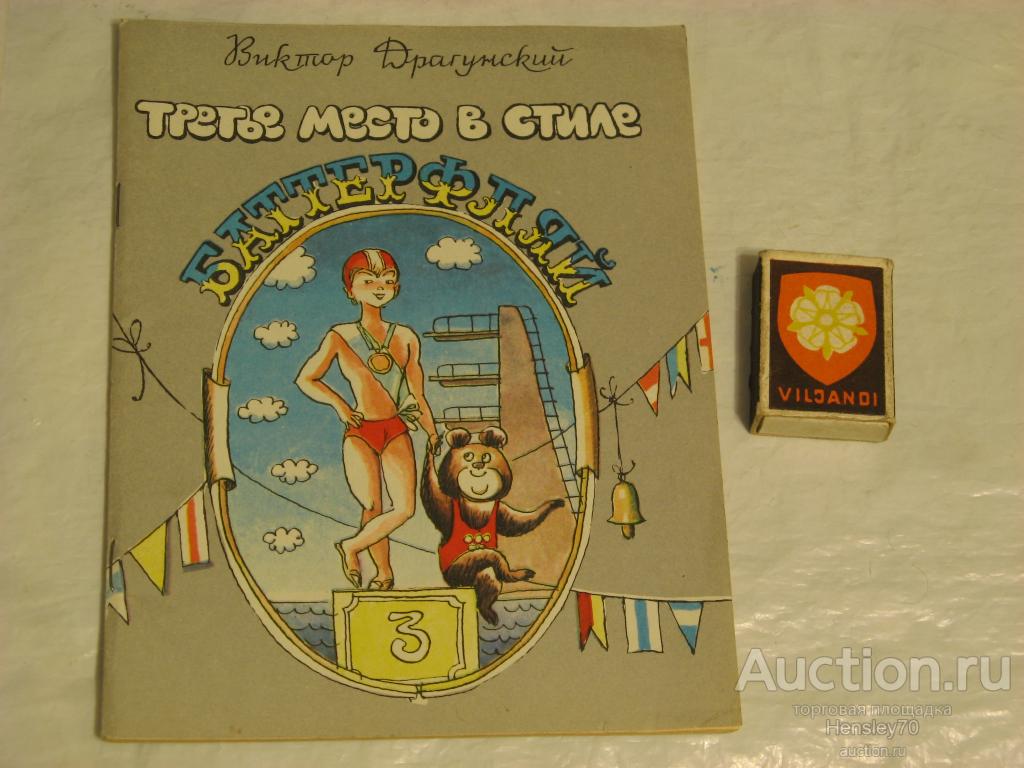 Виктор Драгунский
Третье место в стиле
БАТТЕРФЛЯЙ
3
VILJANDI
Auction.ru
торговая площадка
Hensley70
auction.ru